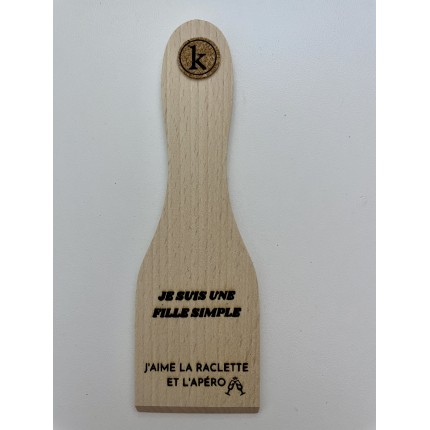 k
JE SUIS UNE
FILLE SIMPLE
J'AIME LA RACLETTE
ET L'APÉRO